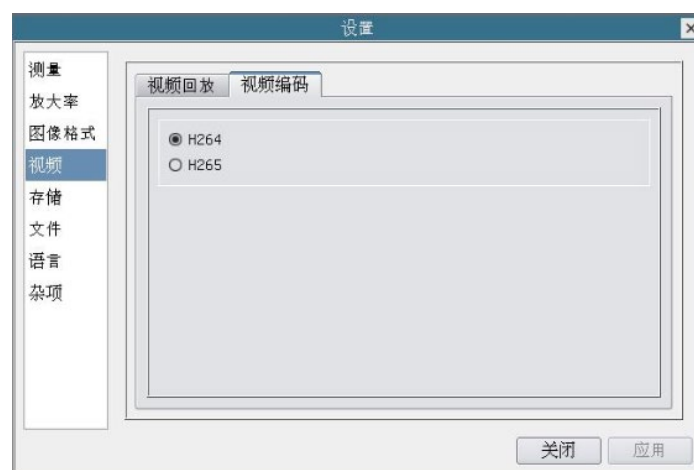 设置
测量
放大率
图像格式
视频
存储
文件
语言
杂项
视频回放 视频编码
H264
H265
关闭 应用